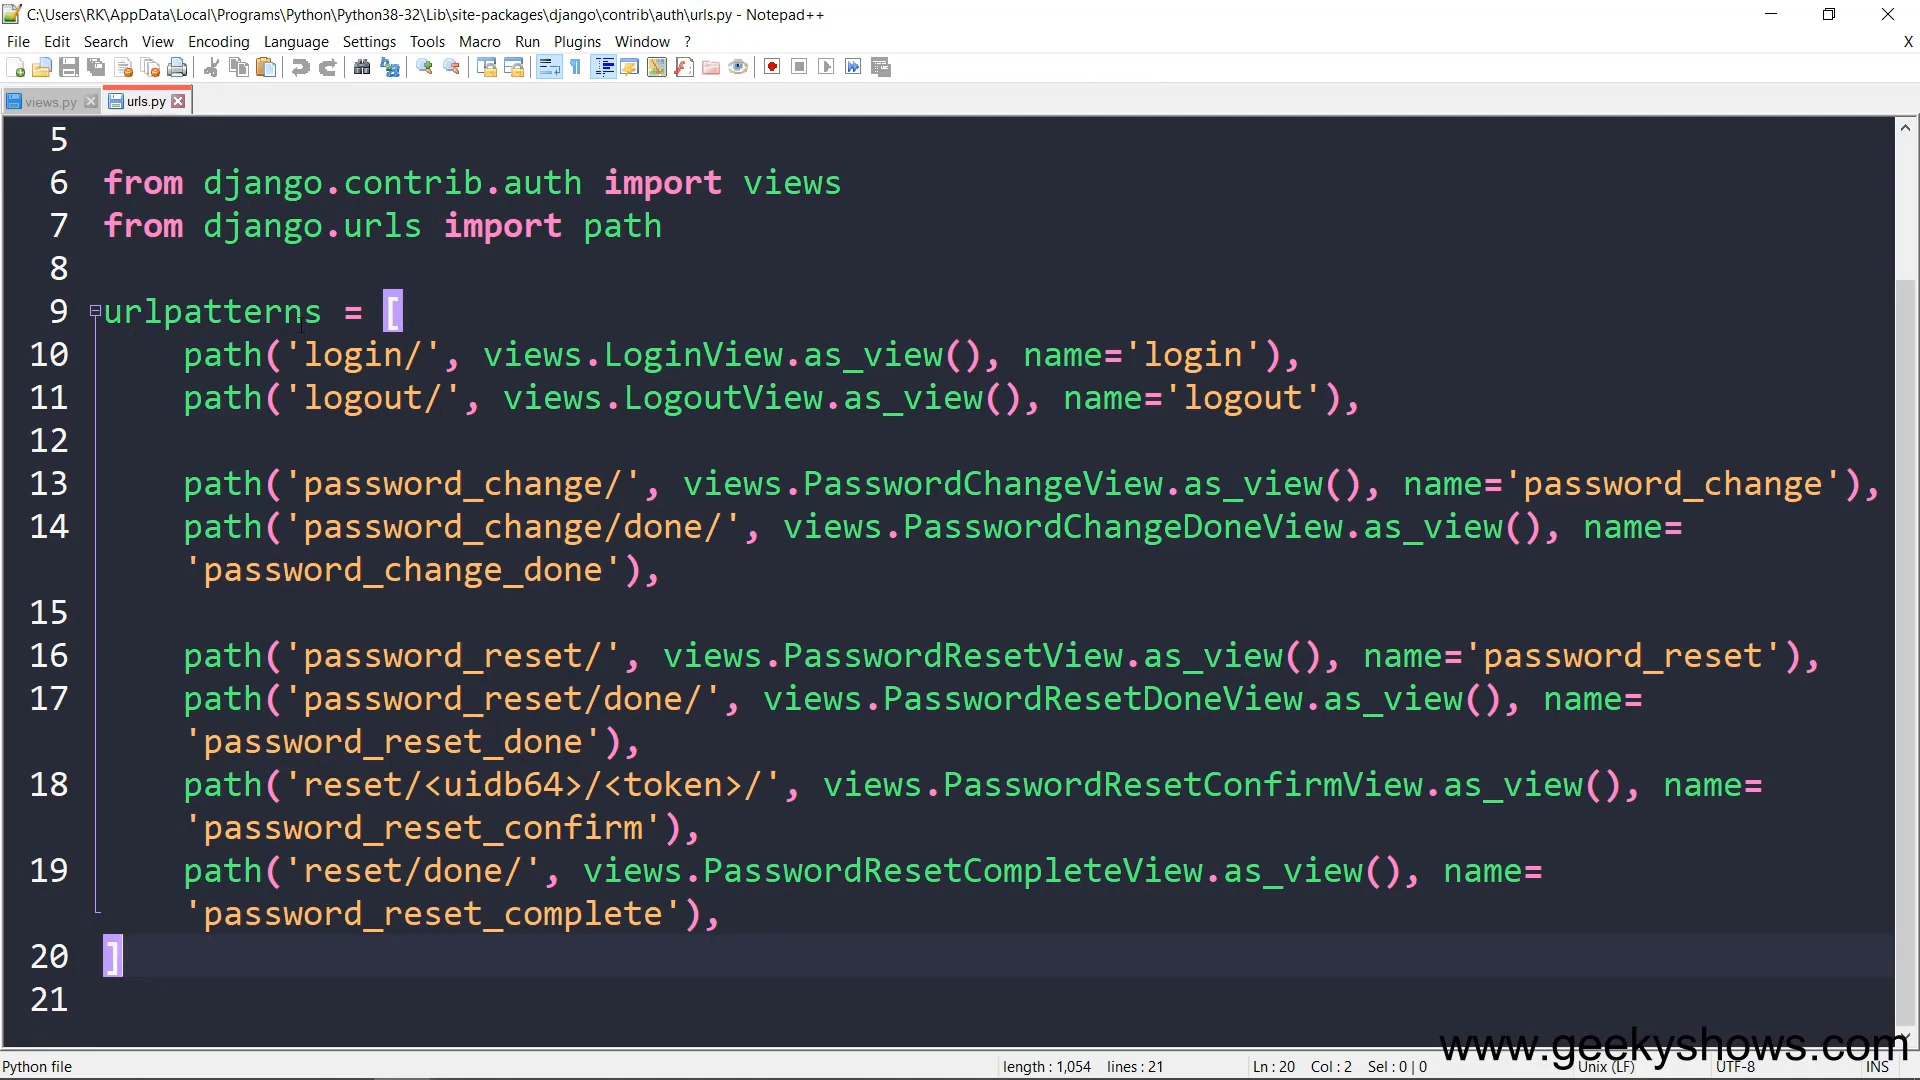 C:\Users\RK\AppData\Local\Programs\Python\Python38-32\Lib\site-packages\django\contrib\auth\urls.py - Notepad++
File Edit Search View Encoding Language Settings Tools Macro Run Plugins Window ? X
views.py urls.py
5
6 from django.contrib.auth import views
7 from django.urls import path
8
9 urlpatterns = [
10 path('login/', views.LoginView.as_view(), name='login'),
11 path('logout/', views.LogoutView.as_view(), name='logout'),
12
13 path('password_change/', views.PasswordChangeView.as_view(), name='password_change'),
14 path('password_change/done/', views.PasswordChangeDoneView.as_view(), name=
'password_change_done'),
15
16 path('password_reset/', views.PasswordResetView.as_view(), name='password_reset'),
17 path('password_reset/done/', views.PasswordResetDoneView.as_view(), name=
'password_reset_done'),
18 path('reset/<uidb64>/<token>/', views.PasswordResetConfirmView.as_view(), name=
'password_reset_confirm'),
19 path('reset/done/', views.PasswordResetCompleteView.as_view(), name=
'password_reset_complete'),
20 ]
21
www.geekyshows.com
Python file length : 1,054 lines : 21 Ln : 20 Col : 2 Sel : 0 | 0 Unix (LF) UTF-8 INS